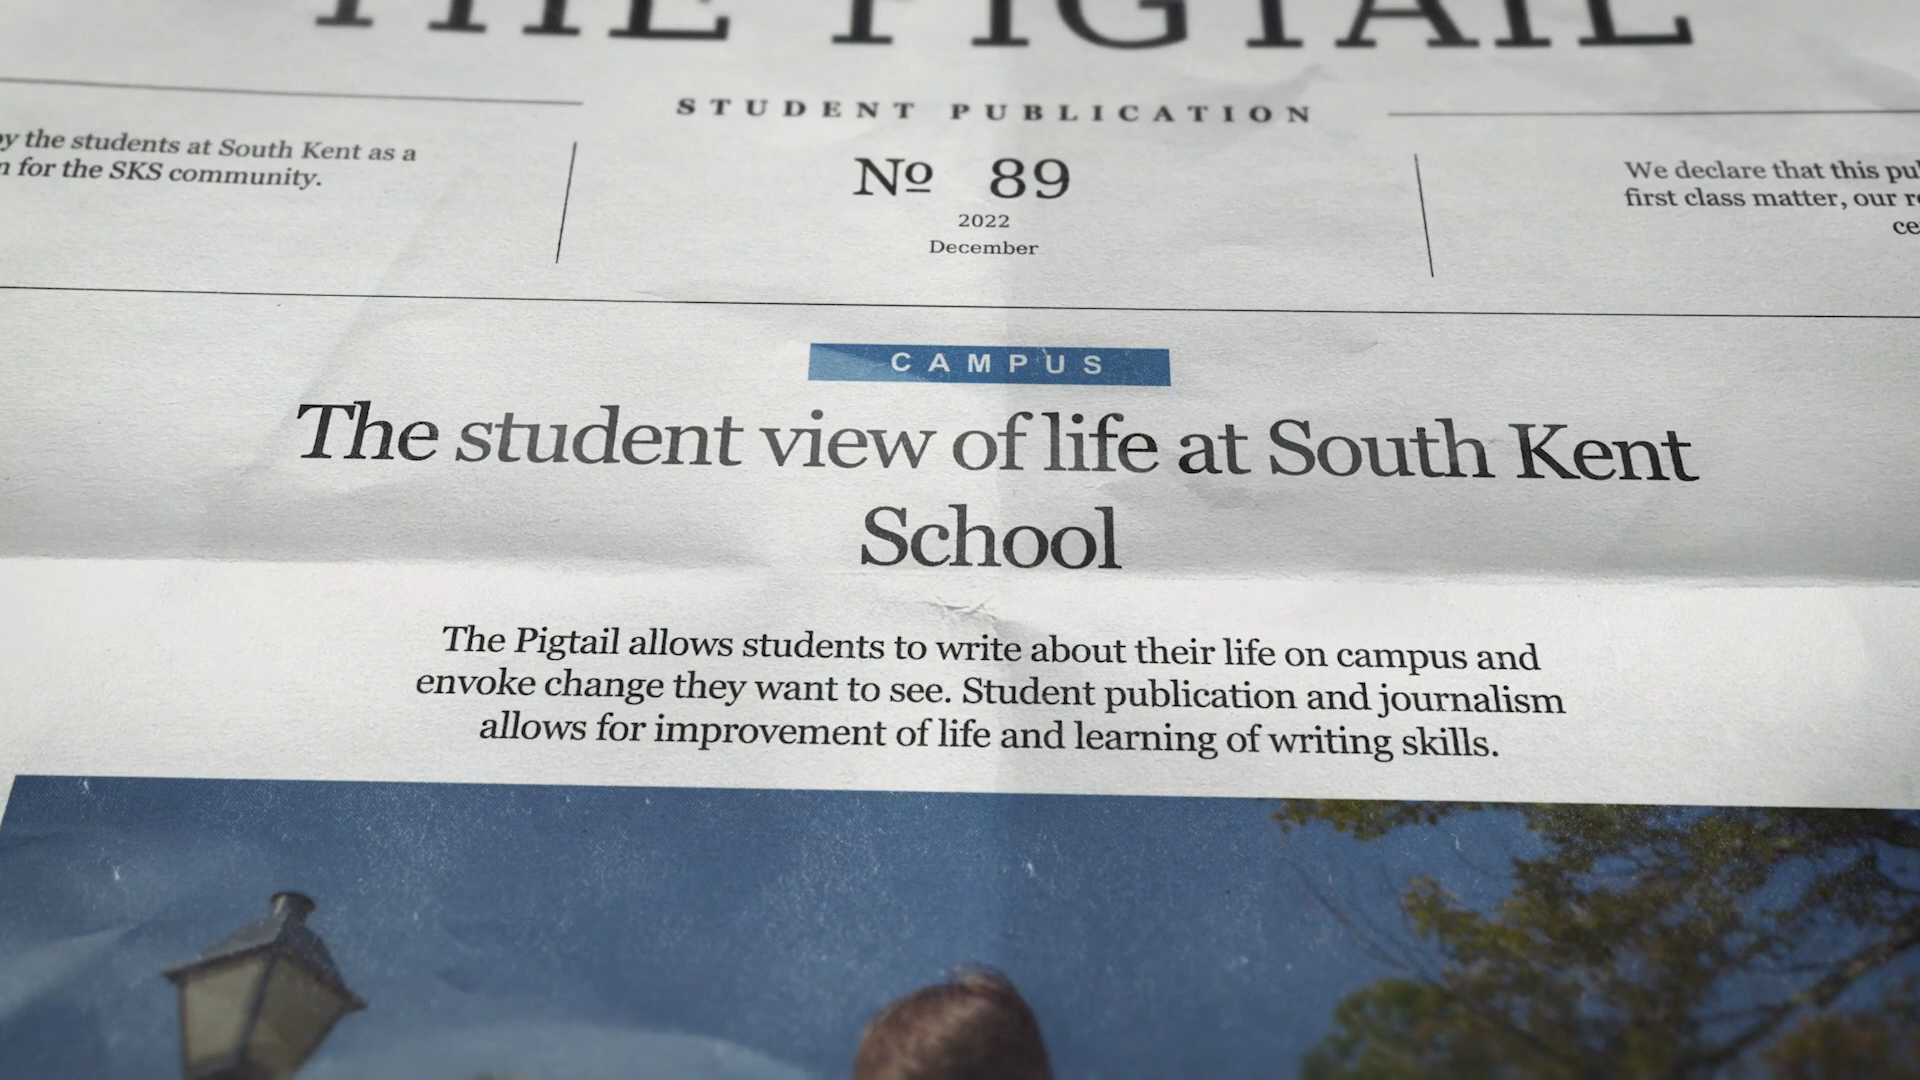 THE PIGTAIL
STUDENT PUBLICATION
y the students at South Kent as a
n for the SKS community.
Nº 89
2022
December
We declare that this pu
first class matter, our r
ce
CAMPUS
The student view of life at South Kent
School
The Pigtail allows students to write about their life on campus and
envoke change they want to see. Student publication and journalism
allows for improvement of life and learning of writing skills.